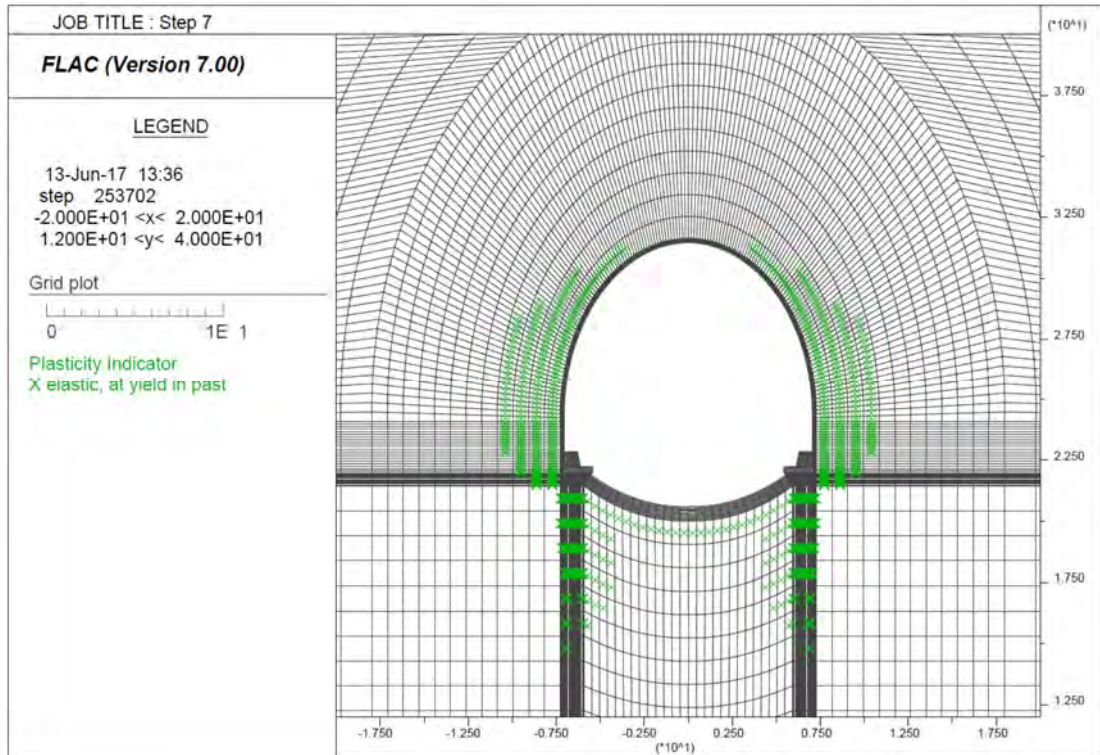 JOB TITLE : Step 7
FLAC (Version 7.00)
LEGEND
13-Jun-17 13:36
step 253702
-2.000E+01 <x< 2.000E+01
1.200E+01 <y< 4.000E+01
Grid plot
0 1E 1
Plasticity Indicator
X elastic, at yield in past
(*10^1)
3.750
3.250
2.750
2.250
1.750
1.250
-1.750 -1.250 -0.750 -0.250 0.250 0.750 1.250 1.750
(*10^1)